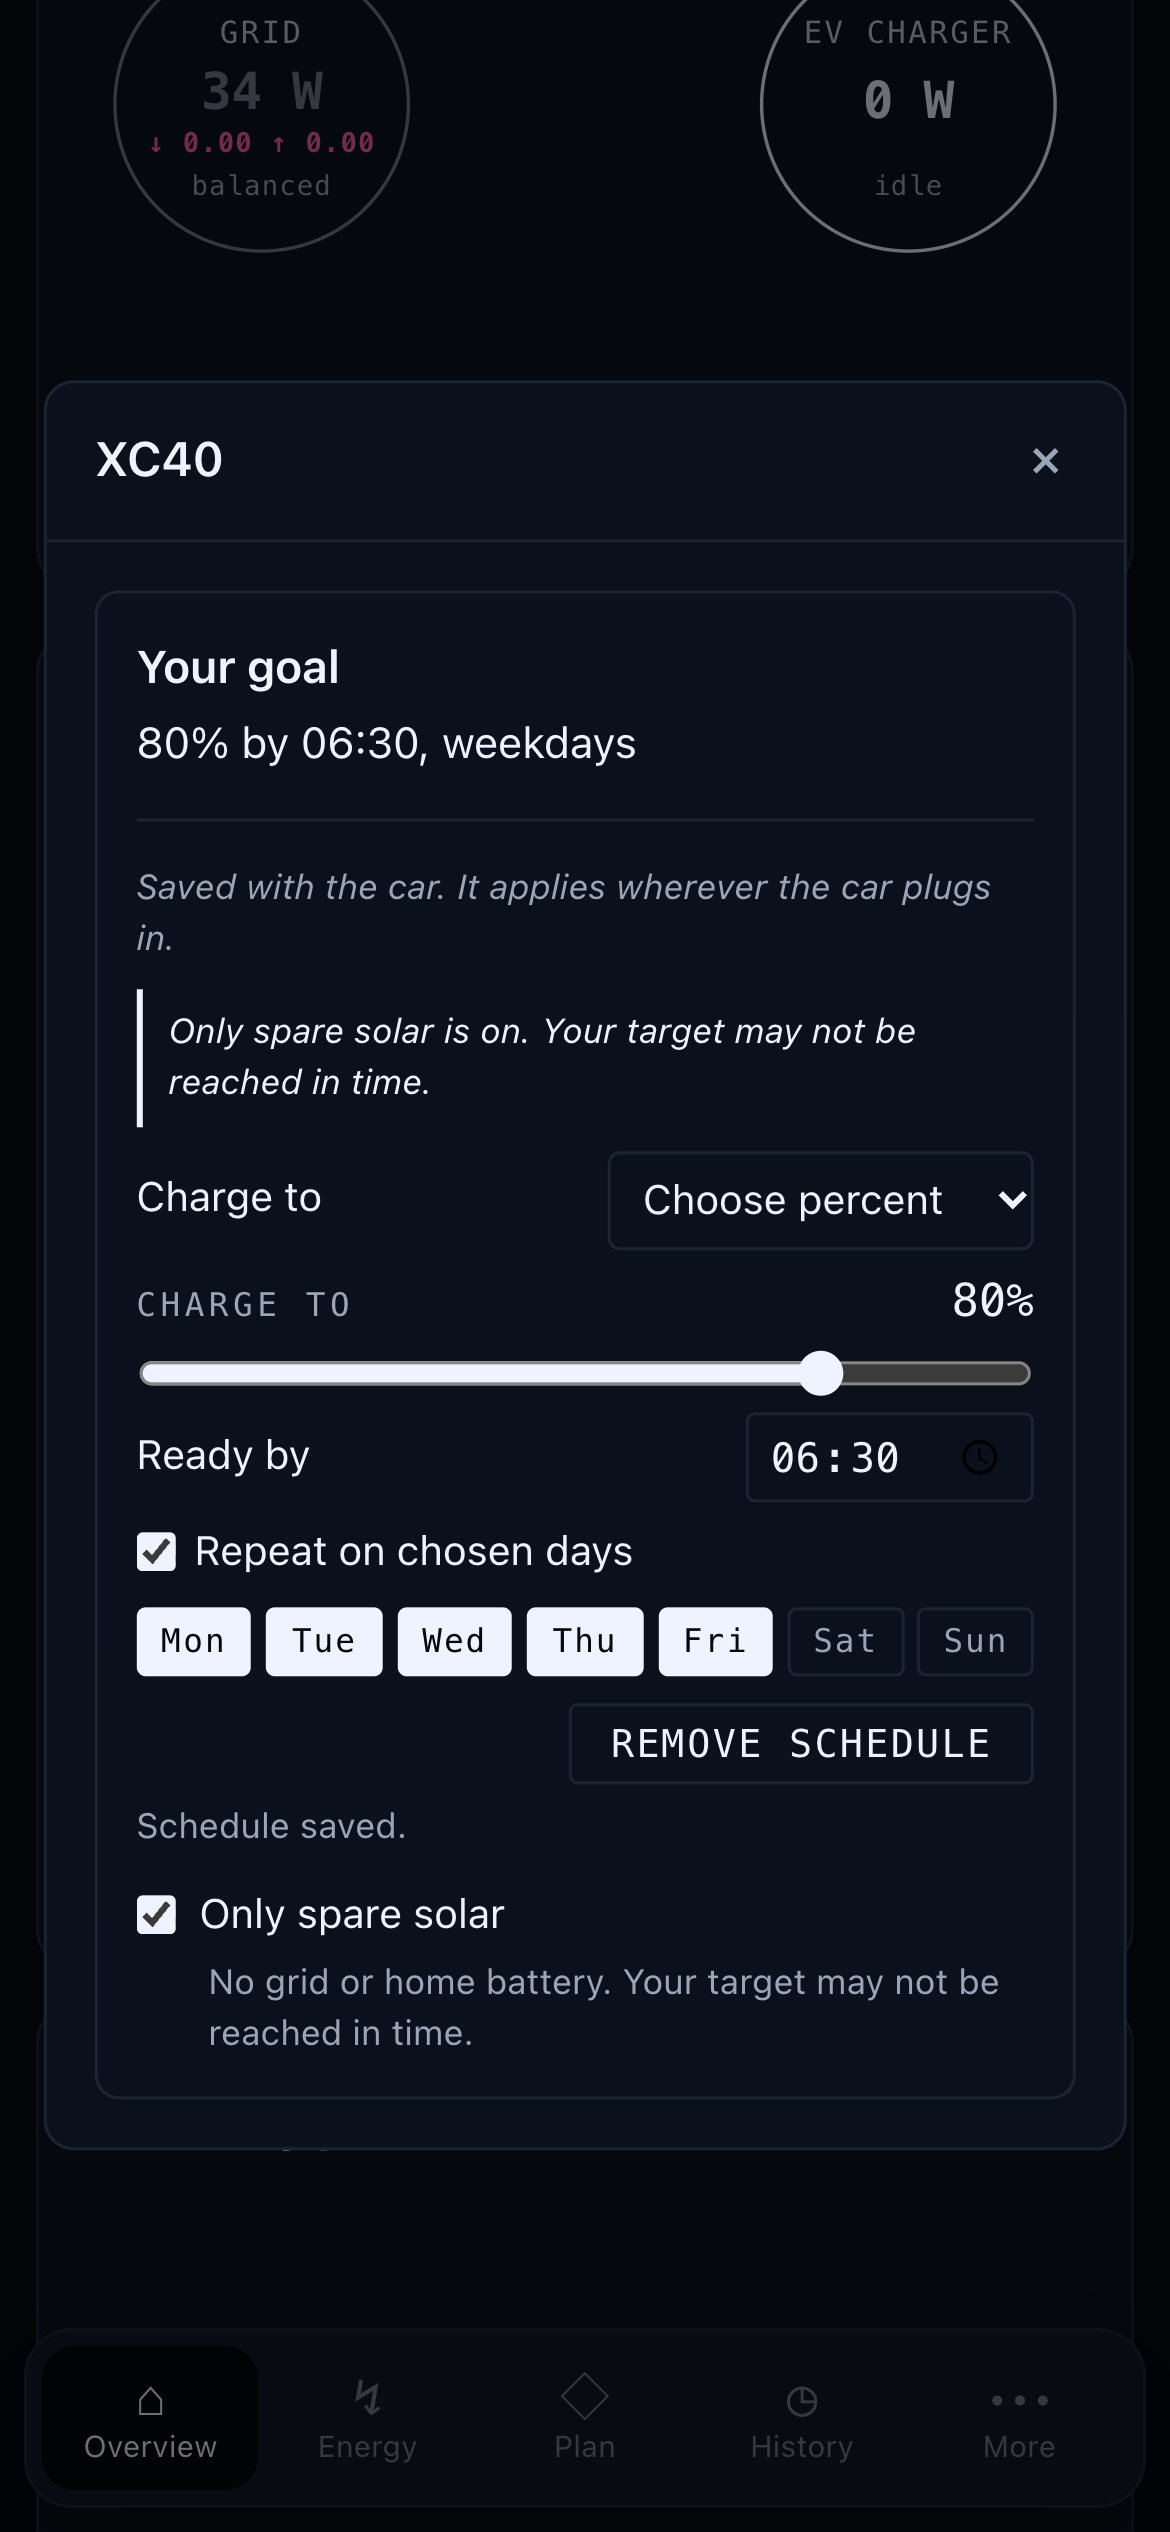 GRID
34 W
↓ 0.00 ↑ 0.00
balanced
EV CHARGER
0 W
idle
XC40
×
Your goal
80% by 06:30, weekdays
Saved with the car. It applies wherever the car plugs
in.
Only spare solar is on. Your target may not be
reached in time.
Charge to
Choose percent
CHARGE TO
80%
Ready by
06:30
Repeat on chosen days
Mon Tue Wed Thu Fri Sat Sun
REMOVE SCHEDULE
Schedule saved.
Only spare solar
No grid or home battery. Your target may not be
reached in time.
Overview
Energy
Plan
History
More